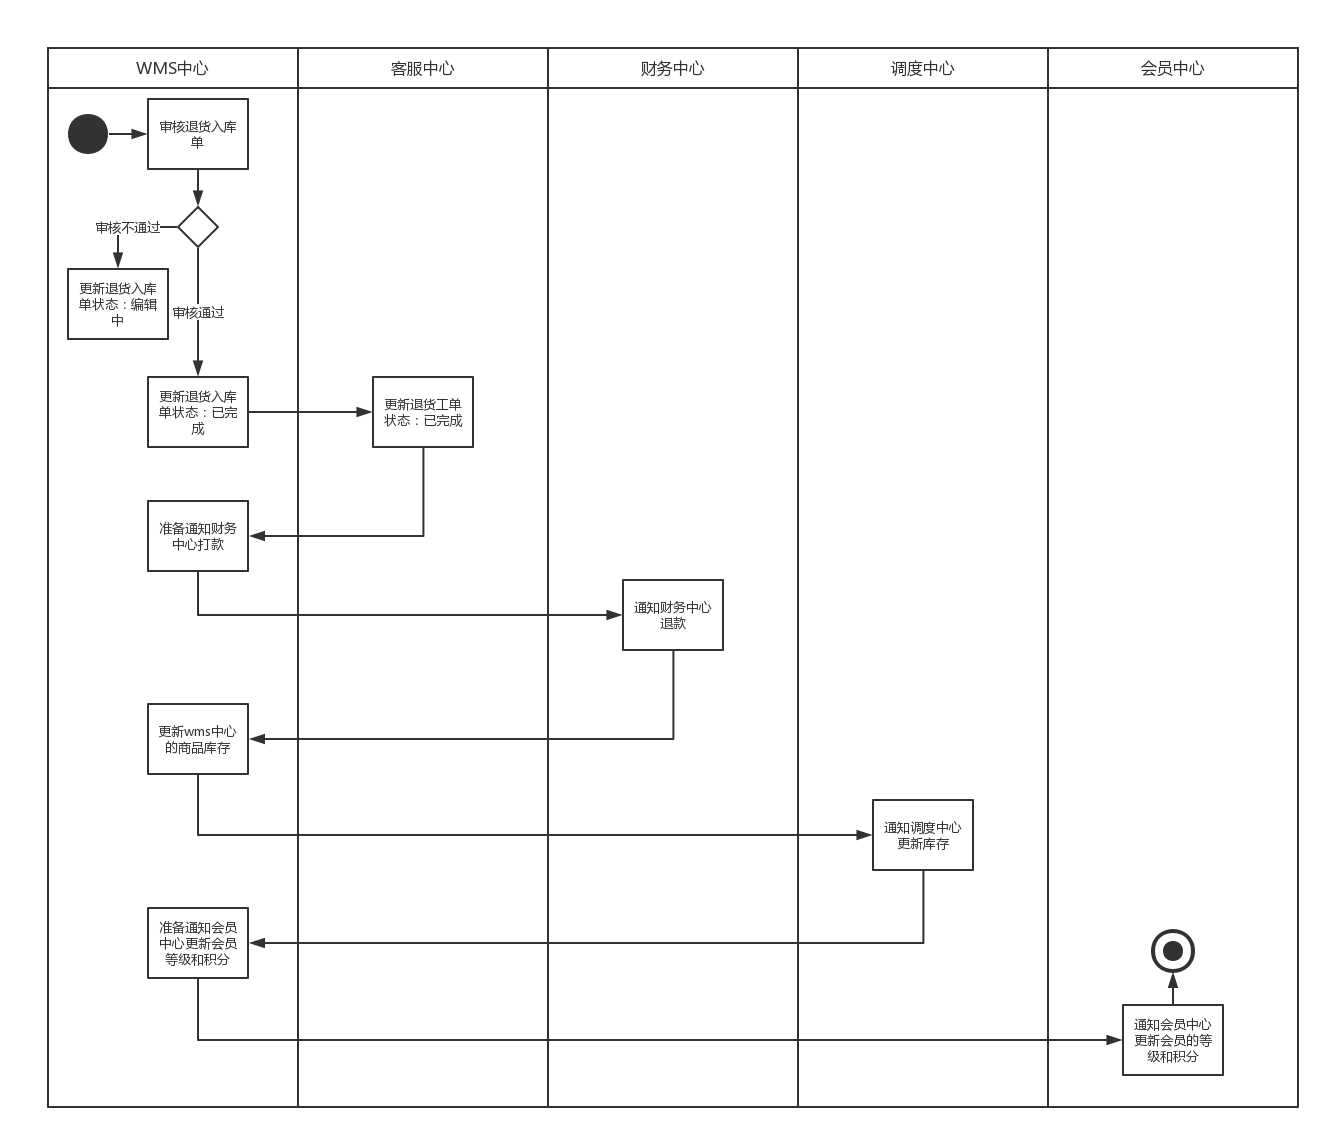 WMS中心
客服中心
财务中心
调度中心
会员中心
审核退货入库
单
审核不通过
更新退货入库
单状态：编辑
中
审核通过
更新退货入库
单状态：已完
成
更新退货工单
状态：已完成
准备通知财务
中心打款
通知财务中心
退款
更新wms中心
的商品库存
通知调度中心
更新库存
准备通知会员
中心更新会员
等级和积分
通知会员中心
更新会员的等
级和积分